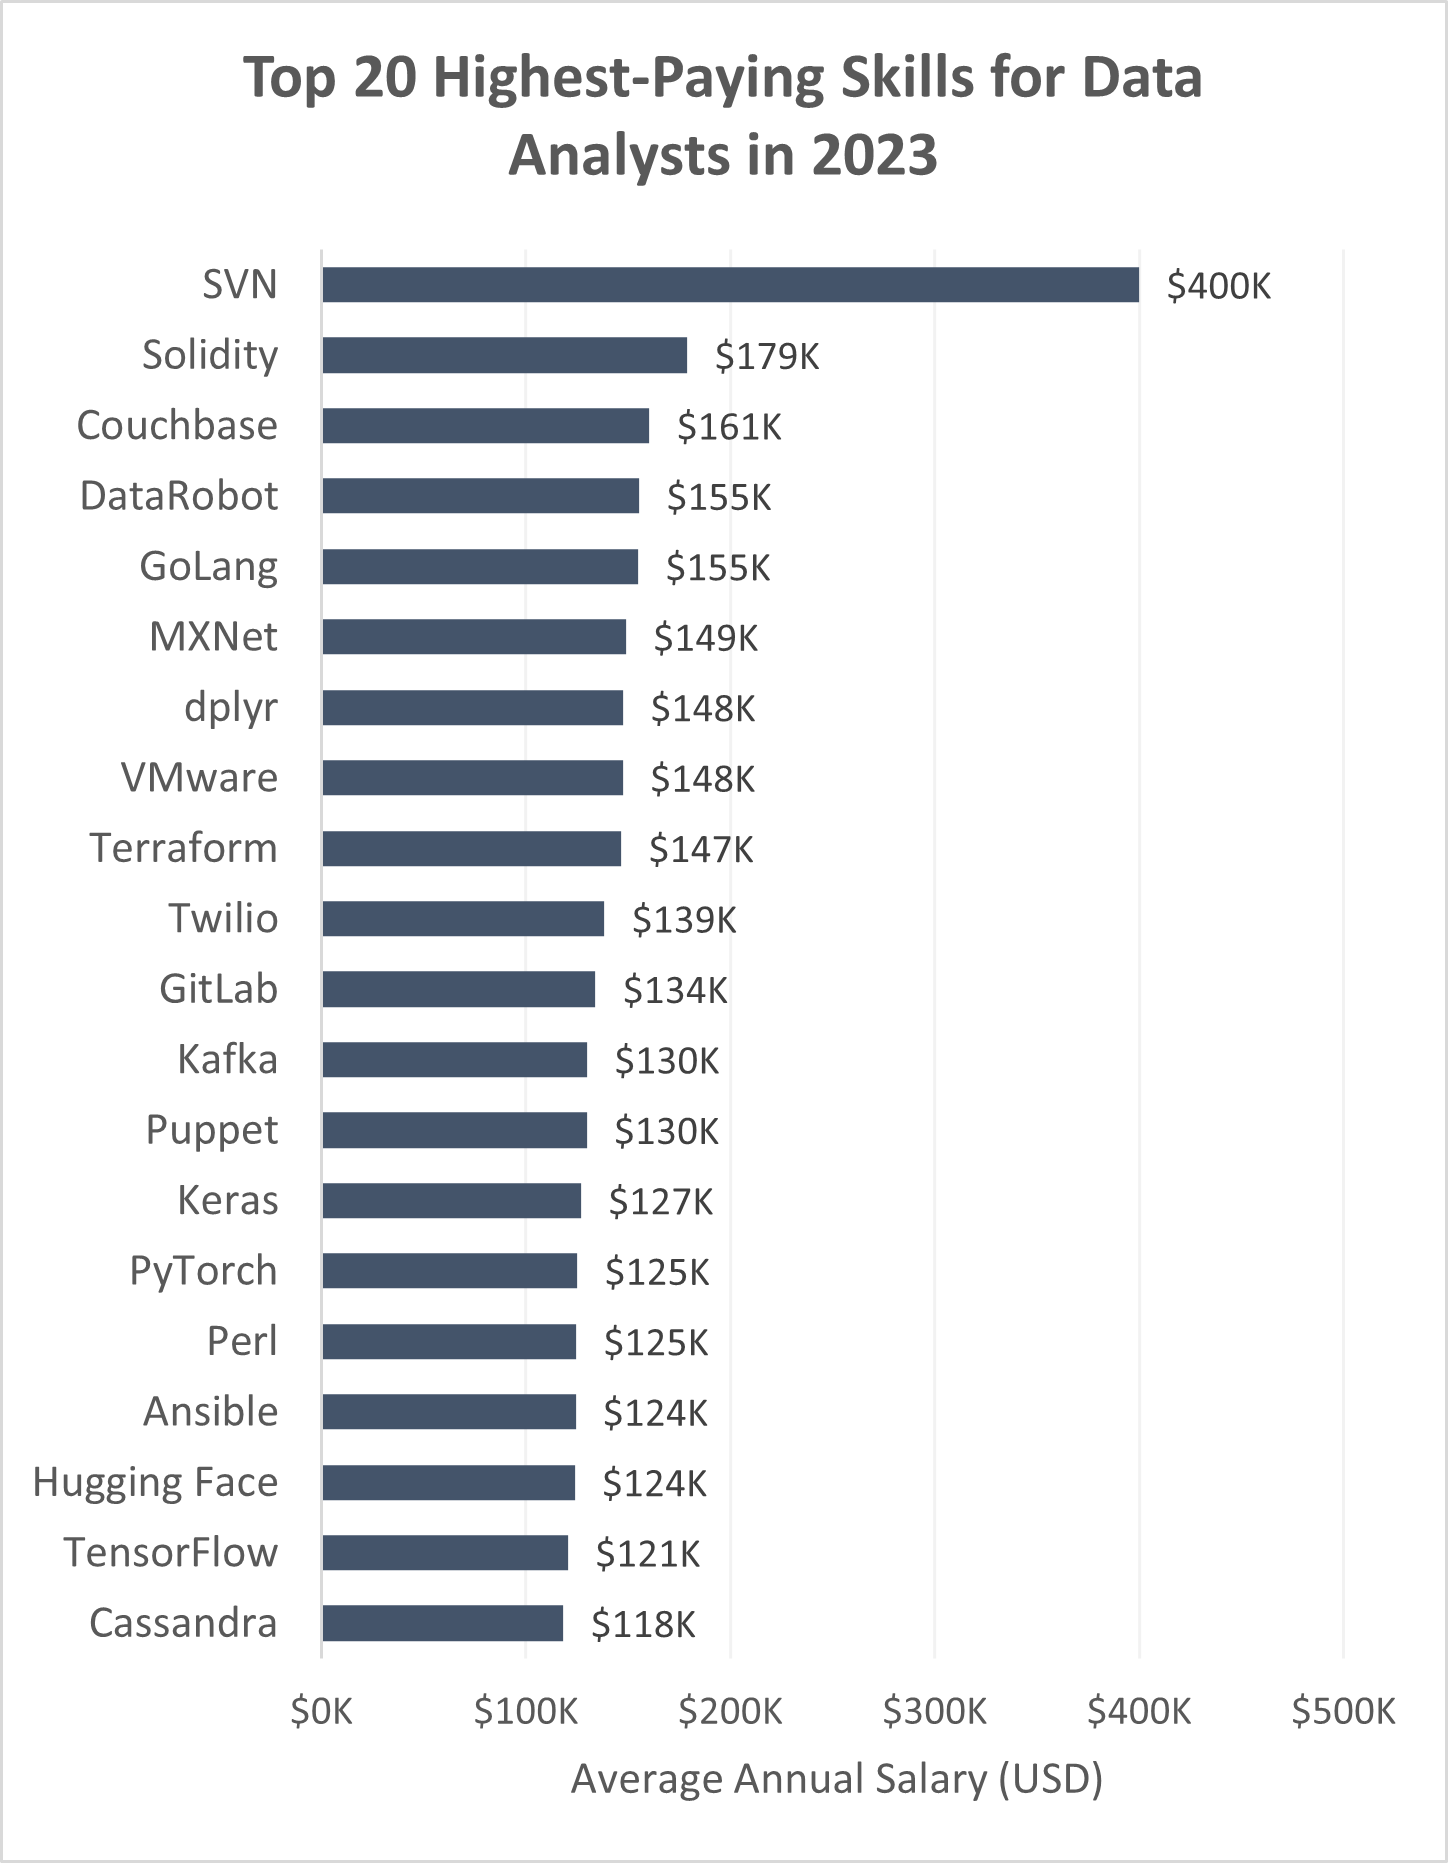 Top 20 Highest-Paying Skills for Data
Analysts in 2023
SVN $400K
Solidity $179K
Couchbase $161K
DataRobot $155K
GoLang $155K
MXNet $149K
dplyr $148K
VMware $148K
Terraform $147K
Twilio $139K
GitLab $134K
Kafka $130K
Puppet $130K
Keras $127K
PyTorch $125K
Perl $125K
Ansible $124K
Hugging Face $124K
TensorFlow $121K
Cassandra $118K
$0K $100K $200K $300K $400K $500K
Average Annual Salary (USD)